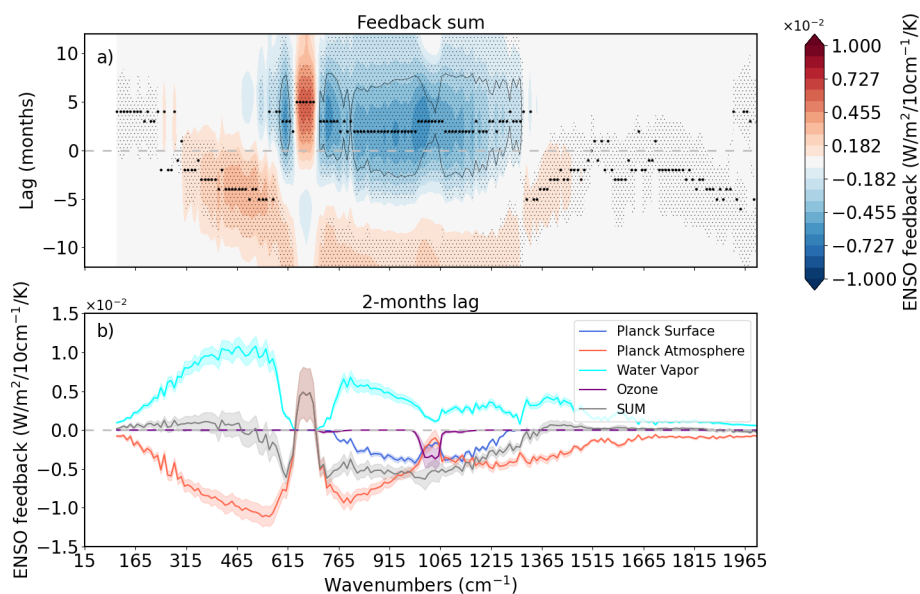 Feedback sum
×10⁻²
a)
10
5
0
−5
−10
Lag (months)
1.000
0.727
0.455
0.182
−0.182
−0.455
−0.727
−1.000
ENSO feedback (W/m²/10cm⁻¹/K)
2-months lag
×10⁻²
b)
1.5
1.0
0.5
0.0
−0.5
−1.0
−1.5
ENSO feedback (W/m²/10cm⁻¹/K)
Planck Surface
Planck Atmosphere
Water Vapor
Ozone
SUM
15 165 315 465 615 765 915 1065 1215 1365 1515 1665 1815 1965
Wavenumbers (cm⁻¹)